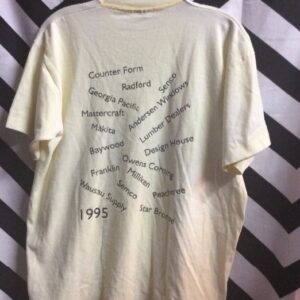 Counter Form
Radford
Semco
Georgia Pacific
Andersen Windows
Mastercraft
Makita
Lumber Dealers
Baywood
Design House
Owens Corning
Franklin
Milliken
Semco
Peachtree
Wausau Supply
Star Bronze
1995